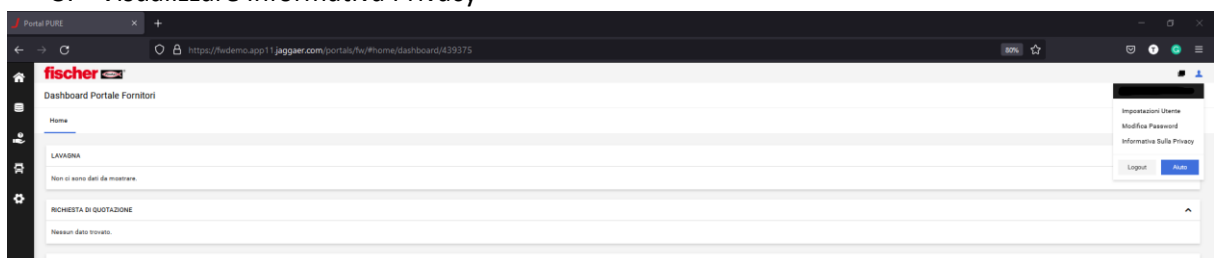 Visualizzare Informativa Privacy
Portal PURE
https://fwdemo.app11.jaggaer.com/portals/fw/#home/dashboard/439375
80%
fischer
Dashboard Portale Fornitori
Home
Impostazioni Utente
Modifica Password
Informativa Sulla Privacy
Logout
Aiuto
LAVAGNA
Non ci sono dati da mostrare.
RICHIESTA DI QUOTAZIONE
Nessun dato trovato.